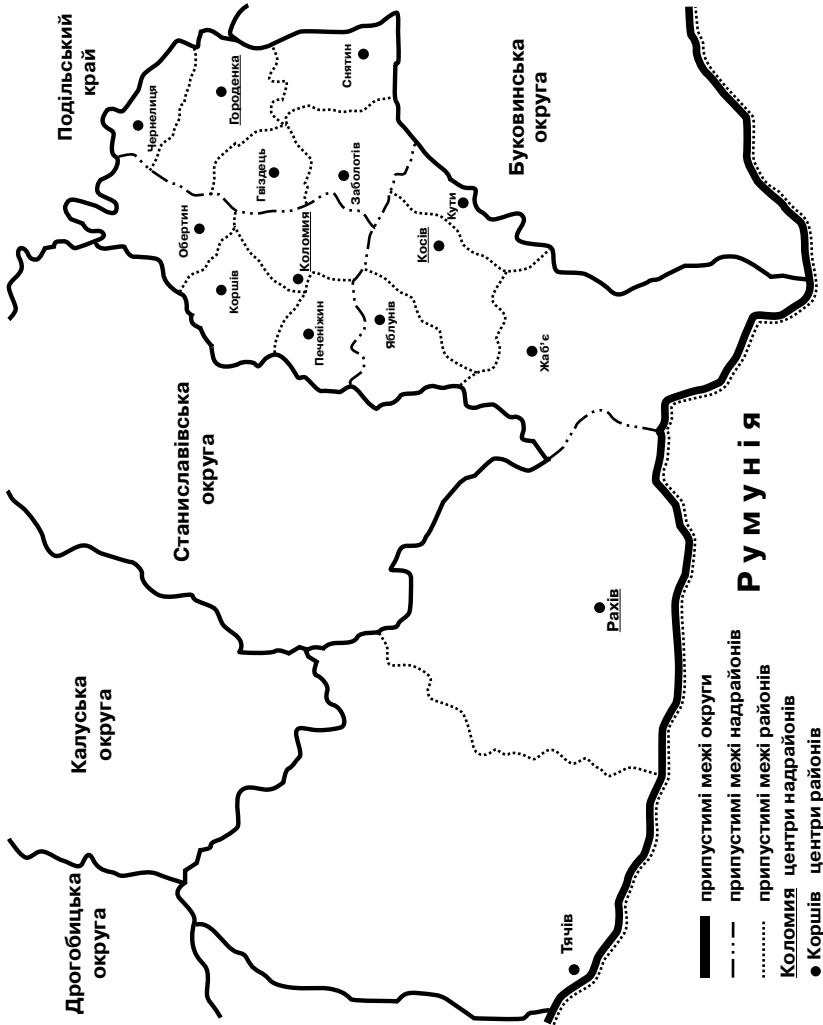 Дрогобицька
округа
Калуська
округа
Станиславівська
округа
Подільський
край
Буковинська
округа
Румунія
Чернелиця
Городенка
Снятин
Обертин
Гвіздець
Заболотів
Коршів
Коломия
Печеніжин
Яблунів
Косів
Кути
Жаб’є
Рахів
Тячів
припустимі межі округи
припустимі межі надрайонів
припустимі межі районів
Коломия центри надрайонів
Коршів центри районів